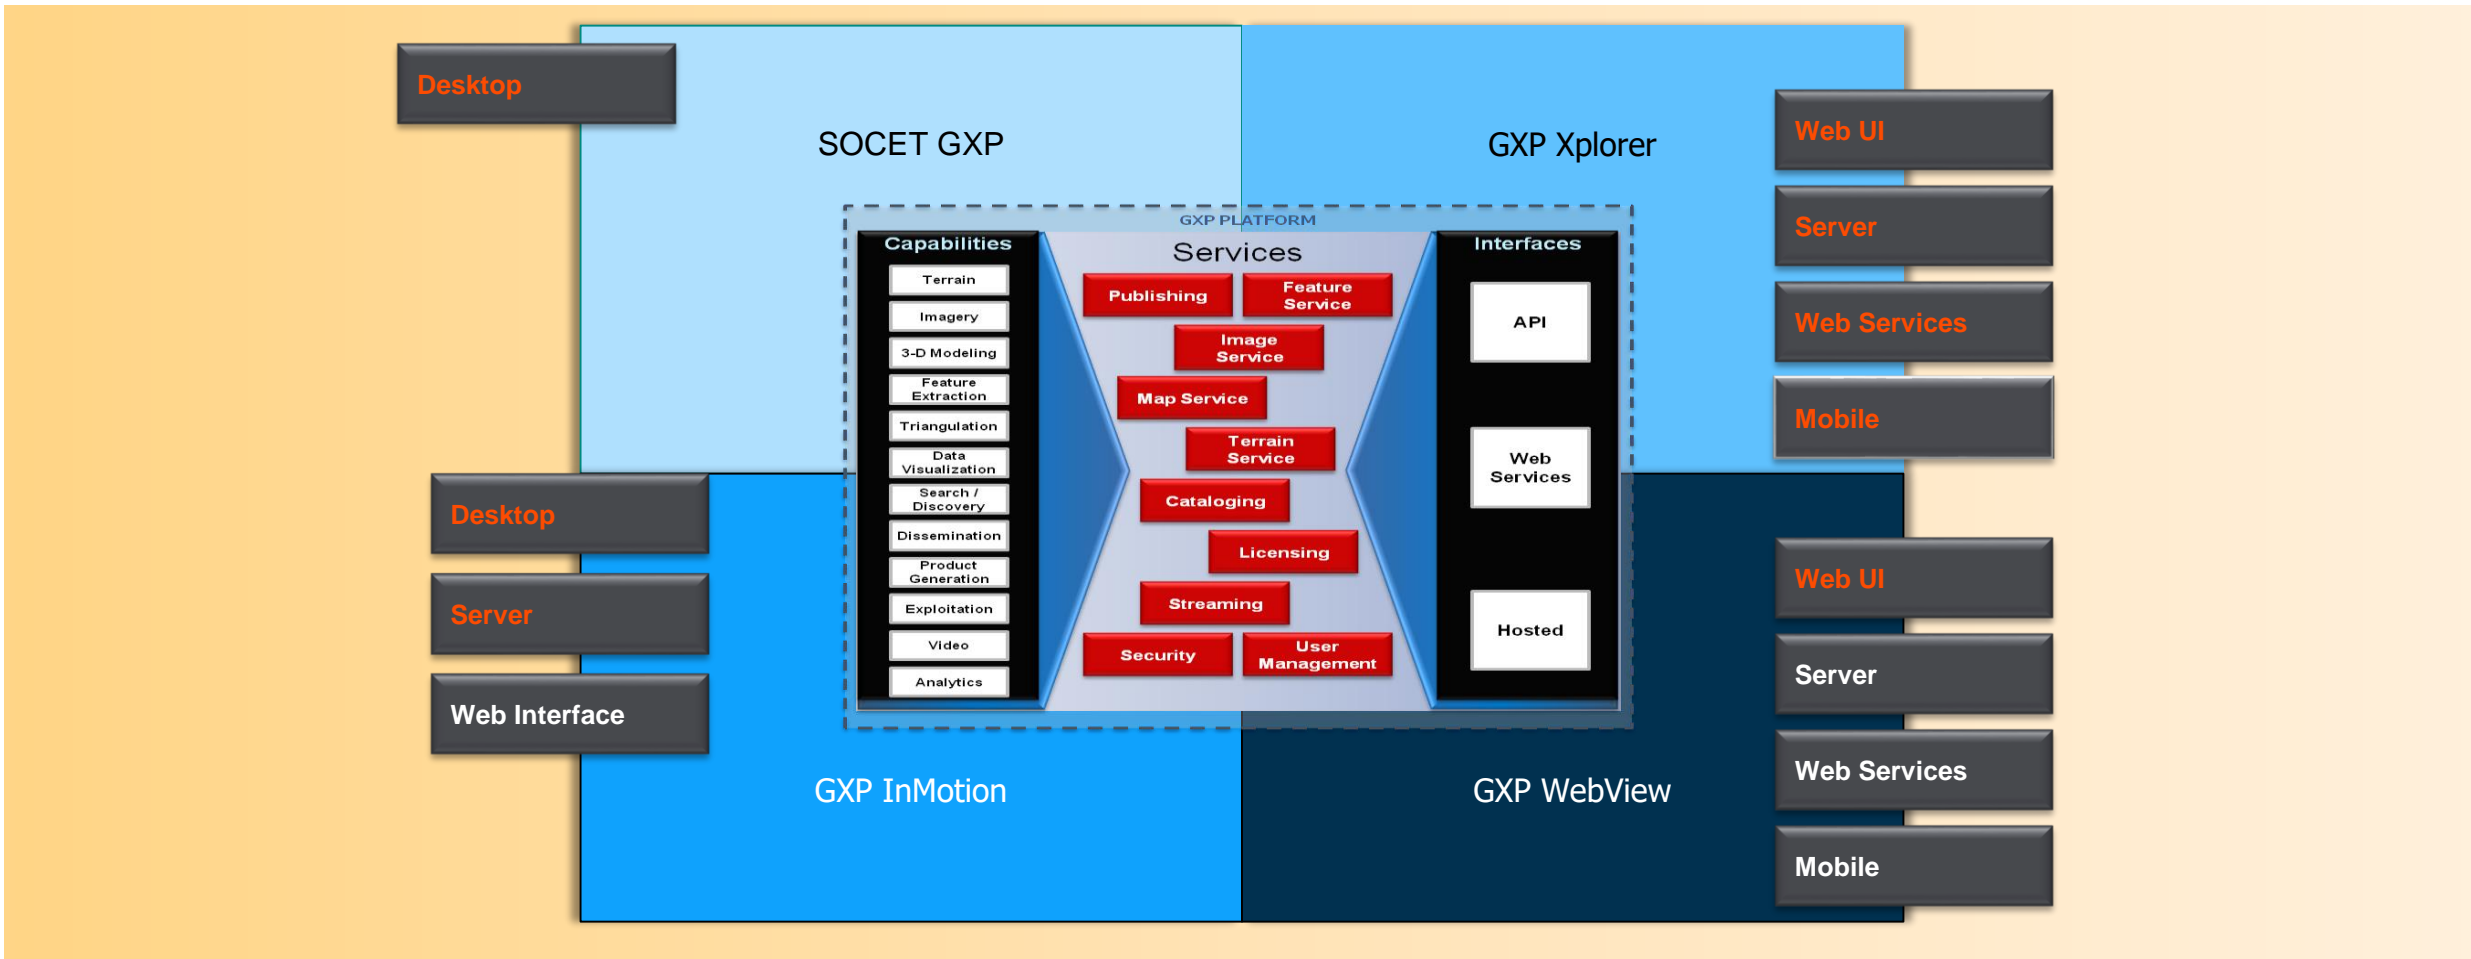 Desktop
SOCET GXP
GXP Xplorer
Web UI
Server
Web Services
Mobile
GXP PLATFORM
Capabilities
Terrain
Imagery
3-D Modeling
Feature
Extraction
Triangulation
Data
Visualization
Search /
Discovery
Dissemination
Product
Generation
Exploitation
Video
Analytics
Services
Publishing
Feature
Service
Image
Service
Map Service
Terrain
Service
Cataloging
Licensing
Streaming
Security
User
Management
Interfaces
API
Web
Services
Hosted
Desktop
Server
Web Interface
GXP InMotion
GXP WebView
Web UI
Server
Web Services
Mobile